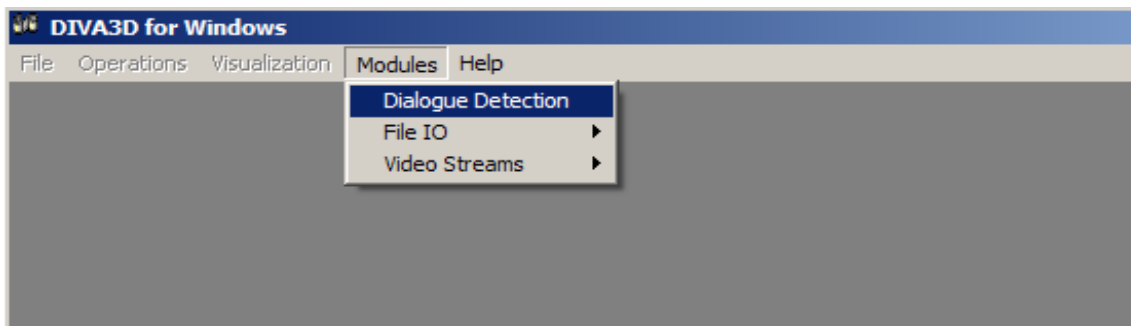 DIVA3D for Windows
File Operations Visualization Modules Help
Dialogue Detection
File IO
Video Streams